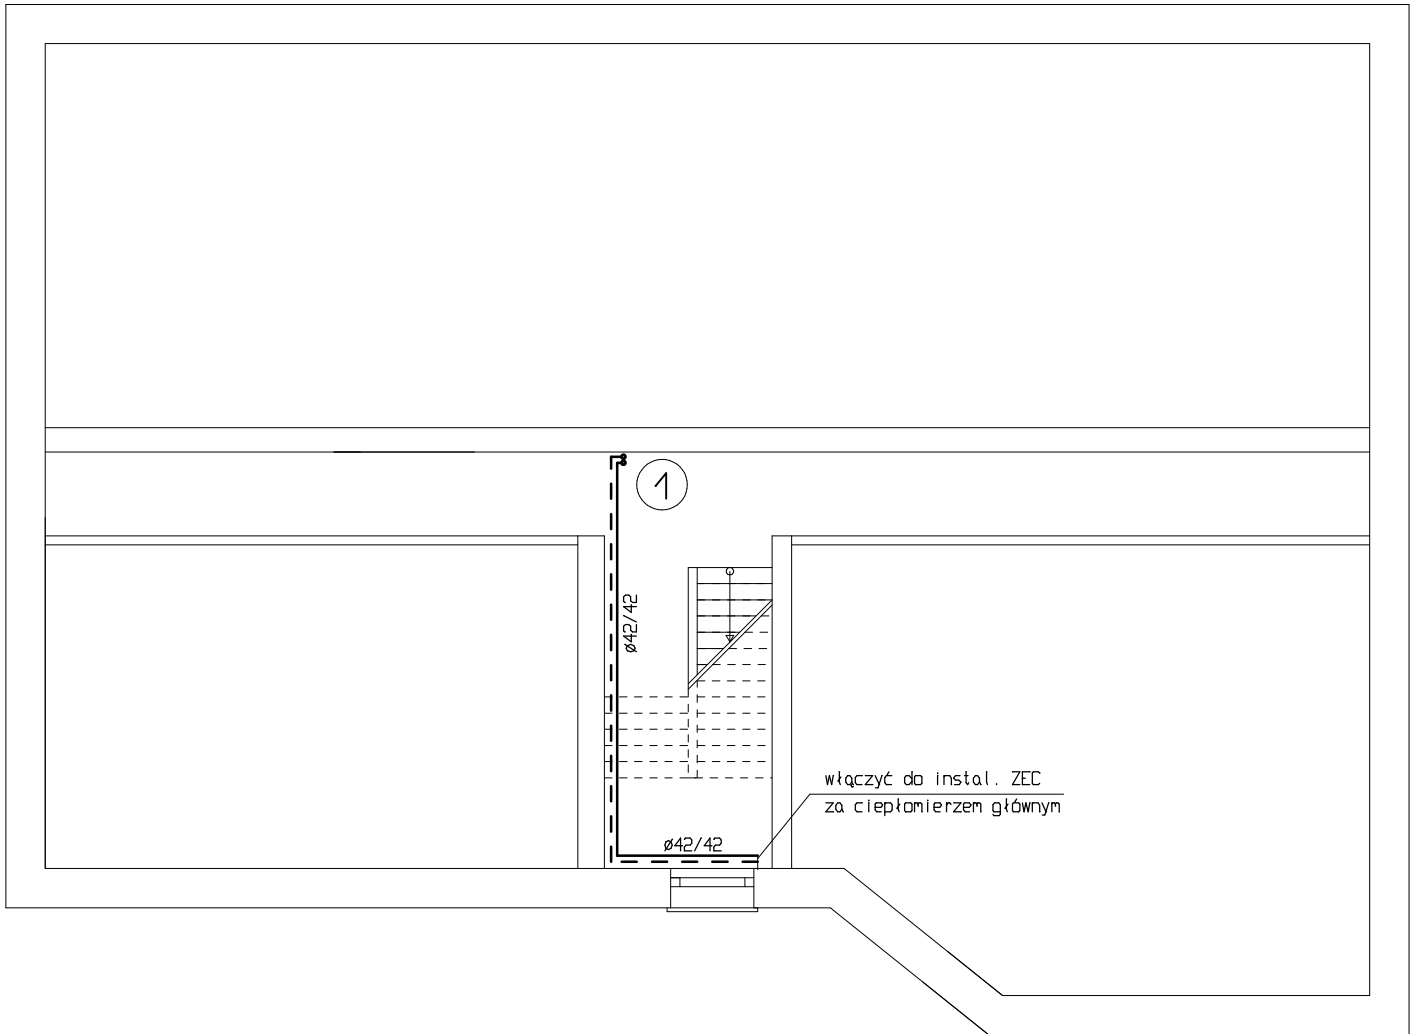 1
ø42/42
włączyć do instal. ZEC
za ciepłomierzem głównym
ø42/42